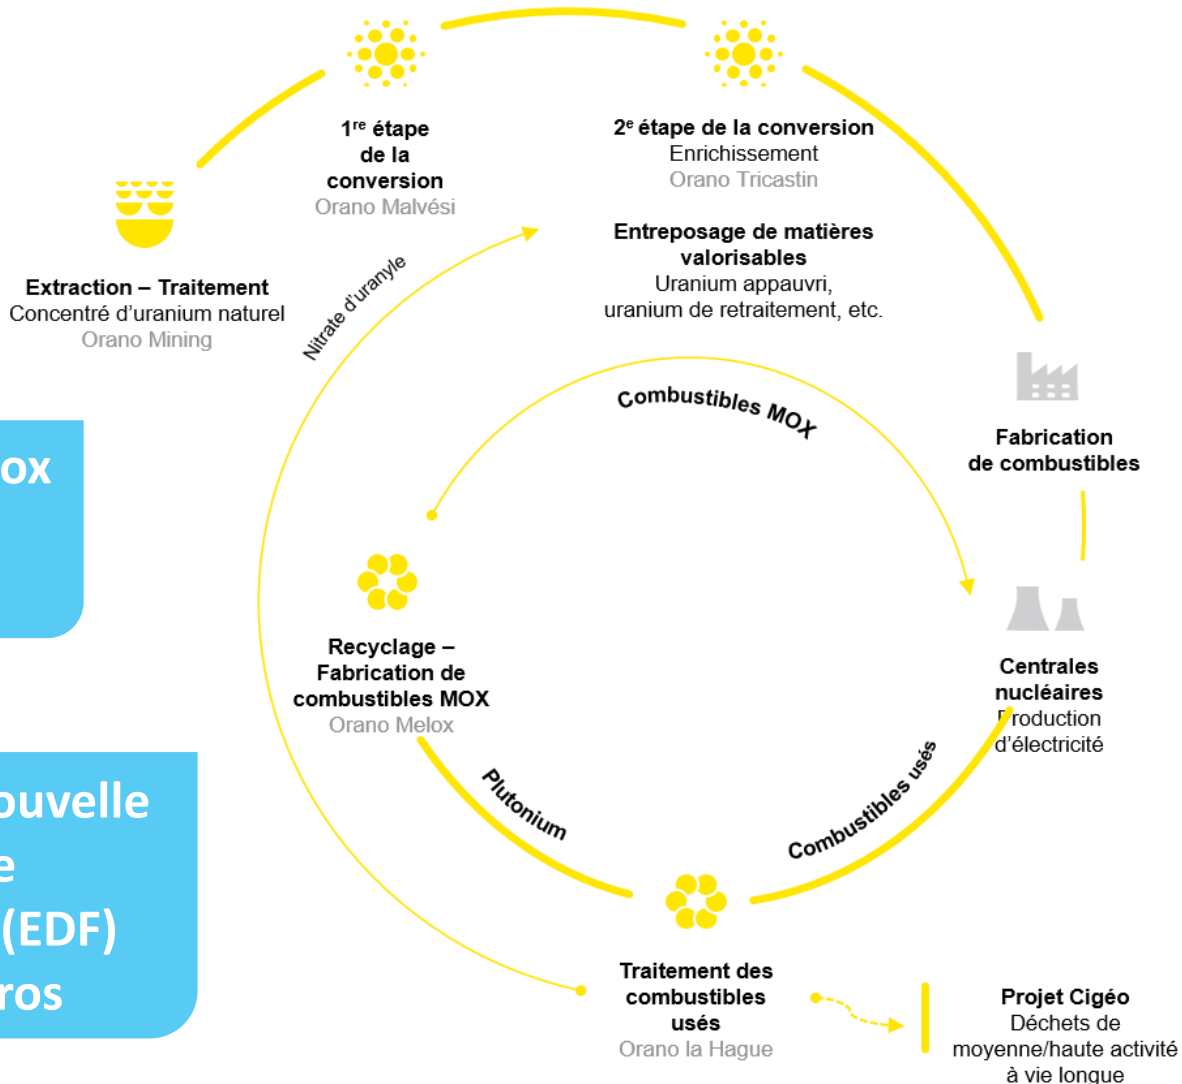 1re étape
de la
conversion
Orano Malvési
2e étape de la conversion
Enrichissement
Orano Tricastin
Entreposage de matières
valorisables
Uranium appauvri,
uranium de retraitement, etc.
Extraction – Traitement
Concentré d'uranium naturel
Orano Mining
Nitrate d'uranyle
Combustibles MOX
Fabrication
de combustibles
ox
Recyclage –
Fabrication de
combustibles MOX
Orano Melox
Centrales
nucléaires
Production
d'électricité
Plutonium
Combustibles usés
ouvelle
e
(EDF)
ros
Traitement des
combustibles
usés
Orano la Hague
Projet Cigéo
Déchets de
moyenne/haute activité
à vie longue